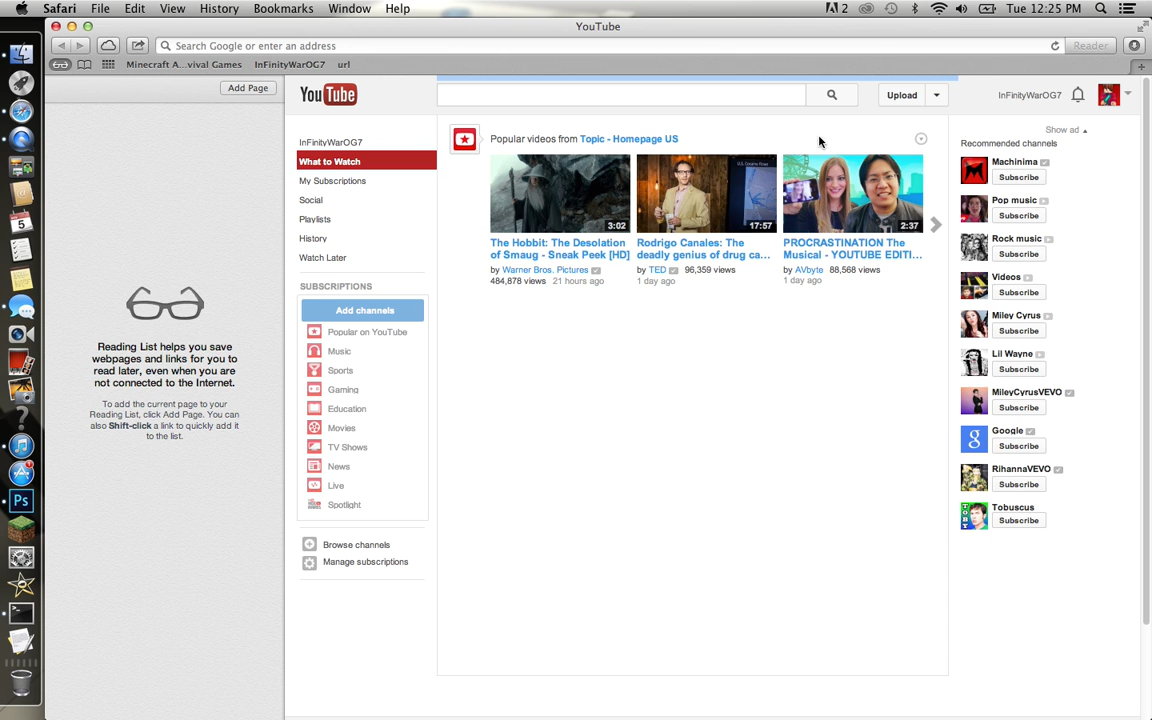 Safari File Edit View History Bookmarks Window Help 2 Tue 12:25 PM
YouTube
Search Google or enter an address Reader
Minecraft A...vival Games InFinityWarOG7 url
Add Page
YouTube Upload InFinityWarOG7
Reading List helps you save
webpages and links for you to
read later, even when you are
not connected to the Internet.
To add the current page to your
Reading List, click Add Page. You can
also Shift-click a link to quickly add it
to the list.
InFinityWarOG7
What to Watch
My Subscriptions
Social
Playlists
History
Watch Later
SUBSCRIPTIONS
Add channels
Popular on YouTube
Music
Sports
Gaming
Education
Movies
TV Shows
News
Live
Spotlight
Browse channels
Manage subscriptions
Popular videos from Topic - Homepage US
3:02
The Hobbit: The Desolation
of Smaug - Sneak Peek [HD]
by Warner Bros. Pictures
484,878 views 21 hours ago
17:57
Rodrigo Canales: The
deadly genius of drug ca...
by TED 96,359 views
1 day ago
2:37
PROCRASTINATION The
Musical - YOUTUBE EDITI...
by AVbyte 88,568 views
1 day ago
Show ad
Recommended channels
Machinima
Subscribe
Pop music
Subscribe
Rock music
Subscribe
Videos
Subscribe
Miley Cyrus
Subscribe
Lil Wayne
Subscribe
MileyCyrusVEVO
Subscribe
Google
Subscribe
RihannaVEVO
Subscribe
Tobuscus
Subscribe
5
Ps